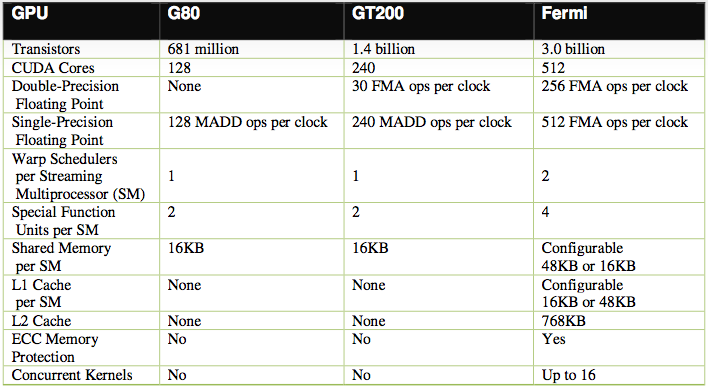 GPU G80 GT200 Fermi
Transistors 681 million 1.4 billion 3.0 billion
CUDA Cores 128 240 512
Double-Precision None 30 FMA ops per clock 256 FMA ops per clock
Floating Point
Single-Precision 128 MADD ops per clock 240 MADD ops per clock 512 FMA ops per clock
Floating Point
Warp Schedulers
per Streaming 1 1 2
Multiprocessor (SM)
Special Function 2 2 4
Units per SM
Shared Memory 16KB 16KB Configurable
per SM 48KB or 16KB
L1 Cache None None Configurable
per SM 16KB or 48KB
L2 Cache None None 768KB
ECC Memory No No Yes
Protection
Concurrent Kernels No No Up to 16